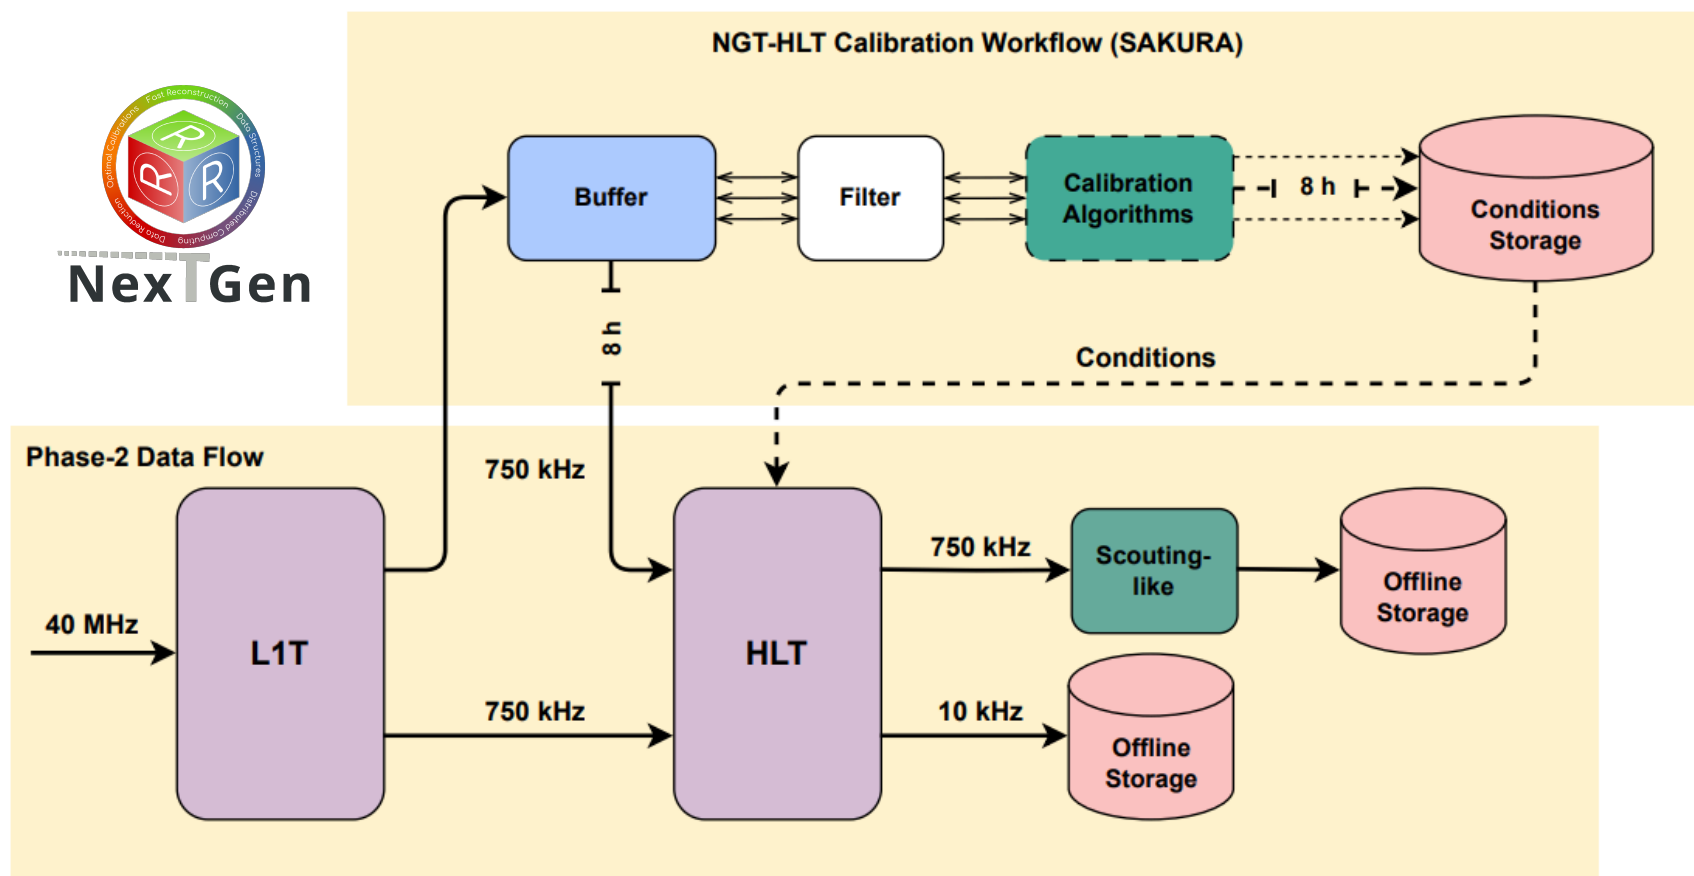 NGT-HLT Calibration Workflow (SAKURA)
Optimal Calibrations
Fast Reconstruction
Data Structures
Distributed Computing
Data Reduction
R
R
R
NexTGen
Buffer
Filter
Calibration
Algorithms
8 h
Conditions
Storage
8 h
Conditions
Phase-2 Data Flow
750 kHz
40 MHz
L1T
750 kHz
HLT
750 kHz
Scouting-
like
Offline
Storage
10 kHz
Offline
Storage